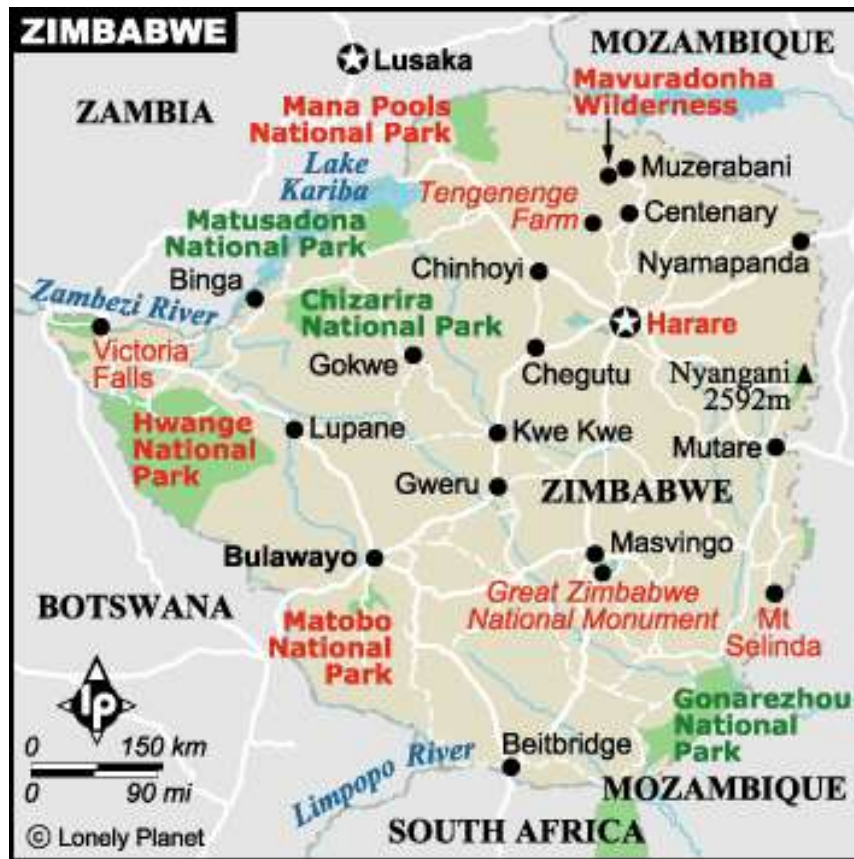 ZIMBABWE
MOZAMBIQUE
Lusaka
Mavuradonha
Wilderness
ZAMBIA
Mana Pools
National Park
Lake
Kariba
Muzerabani
Tengenenge
Farm
Centenary
Matusadona
National Park
Nyamapanda
Binga
Chinhoyi
Zambezi River
Chizarira
National Park
Harare
Victoria
Falls
Gokwe
Chegutu
Nyangani
2592m
Hwange
National
Park
Lupane
Kwe Kwe
Mutare
Gweru
ZIMBABWE
Bulawayo
Masvingo
Great Zimbabwe
National Monument
BOTSWANA
Matobo
National
Park
Mt
Selinda
lp
Gonarezhou
National
Park
0 150 km
0 90 mi
Limpopo River
Beitbridge
MOZAMBIQUE
SOUTH AFRICA
© Lonely Planet